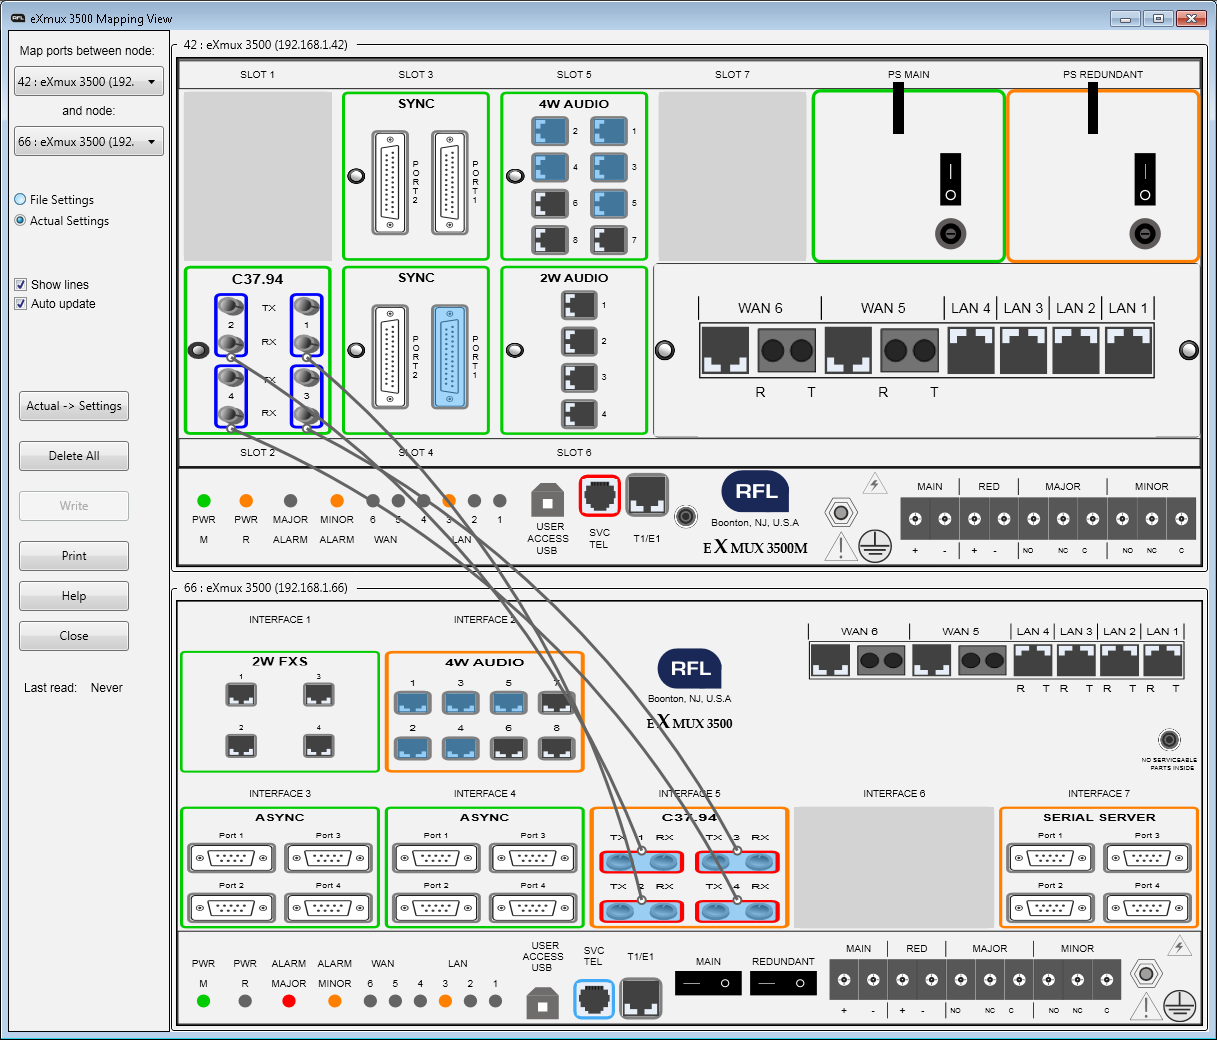 RFL eXmux 3500 Mapping View
Map ports between node:
42 : eXmux 3500 (192.
and node:
66 : eXmux 3500 (192.
File Settings
Actual Settings
Show lines
Auto update
Actual -> Settings
Delete All
Write
Print
Help
Close
Last read: Never
42 : eXmux 3500 (192.168.1.42)
SLOT 1 SLOT 3 SLOT 5 SLOT 7 PS MAIN PS REDUNDANT
SYNC 4W AUDIO
PORT2 PORT1
2 1
4 3
6 5
8 7
C37.94 SYNC 2W AUDIO
TX
2 1
RX
TX
4 3
RX
PORT2 PORT1
1
2
3
4
WAN 6 WAN 5 LAN 4 LAN 3 LAN 2 LAN 1
R T R T
SLOT 2 SLOT 4 SLOT 6
PWR PWR MAJOR MINOR 6 5 4 3 2 1
M R ALARM ALARM WAN LAN
USER
ACCESS
USB
SVC
TEL
T1/E1
RFL
Boonton, NJ, U.S.A
EXMUX 3500M
MAIN RED MAJOR MINOR
+ - + - NO NC C NO NC C
66 : eXmux 3500 (192.168.1.66)
INTERFACE 1 INTERFACE 2
2W FXS 4W AUDIO
1 3
2 4
1 3 5 7
2 4 6 8
RFL
Boonton, NJ, U.S.A
EXMUX 3500
WAN 6 WAN 5 LAN 4 LAN 3 LAN 2 LAN 1
R T R T R T R T
NO SERVICEABLE
PARTS INSIDE
INTERFACE 3 INTERFACE 4 INTERFACE 5 INTERFACE 6 INTERFACE 7
ASYNC ASYNC C37.94 SERIAL SERVER
Port 1 Port 3 Port 1 Port 3 TX 1 RX TX 3 RX Port 1 Port 3
Port 2 Port 4 Port 2 Port 4 TX 2 RX TX 4 RX Port 2 Port 4
PWR PWR ALARM ALARM WAN LAN
M R MAJOR MINOR 6 5 4 3 2 1
USER
ACCESS
USB
SVC
TEL
T1/E1
MAIN REDUNDANT
MAIN RED MAJOR MINOR
+ - + - NO NC C NO NC C